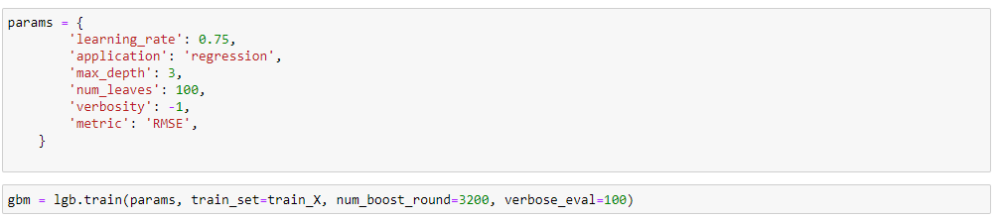 params = {
'learning_rate': 0.75,
'application': 'regression',
'max_depth': 3,
'num_leaves': 100,
'verbosity': -1,
'metric': 'RMSE',
}
gbm = lgb.train(params, train_set=train_X, num_boost_round=3200, verbose_eval=100)